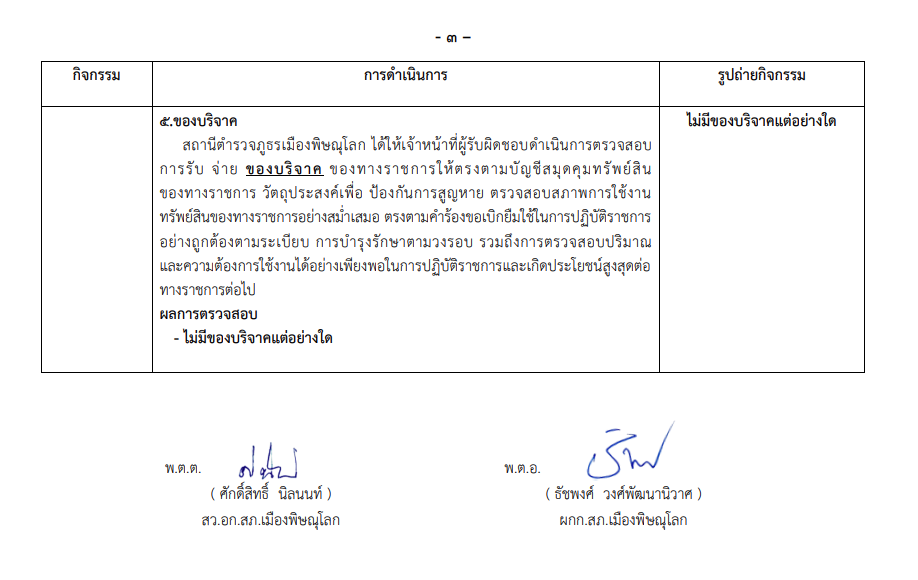 - ๓ –
กิจกรรม การดำเนินการ รูปถ่ายกิจกรรม
๕.ของบริจาค ไม่มีของบริจาคแต่อย่างใด
สถานีตำรวจภูธรเมืองพิษณุโลก ได้ให้เจ้าหน้าที่ผู้รับผิดชอบดำเนินการตรวจสอบ
การรับ จ่าย ของบริจาค ของทางราชการให้ตรงตามบัญชีสมุดคุมทรัพย์สิน
ของทางราชการ วัตถุประสงค์เพื่อ ป้องกันการสูญหาย ตรวจสอบสภาพการใช้งาน
ทรัพย์สินของทางราชการอย่างสม่ำเสมอ ตรงตามคำร้องขอเบิกยืมใช้ในการปฏิบัติราชการ
อย่างถูกต้องตามระเบียบ การบำรุงรักษาตามวงรอบ รวมถึงการตรวจสอบปริมาณ
และความต้องการใช้งานได้อย่างเพียงพอในการปฏิบัติราชการและเกิดประโยชน์สูงสุดต่อ
ทางราชการต่อไป
ผลการตรวจสอบ
- ไม่มีของบริจาคแต่อย่างใด
พ.ต.ต. พ.ต.อ.
( ศักดิ์สิทธิ์ นิลนนท์ ) ( ธัชพงศ์ วงศ์พัฒนานิวาศ )
สว.อก.สภ.เมืองพิษณุโลก ผกก.สภ.เมืองพิษณุโลก